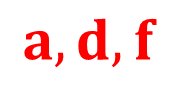 a, d, f